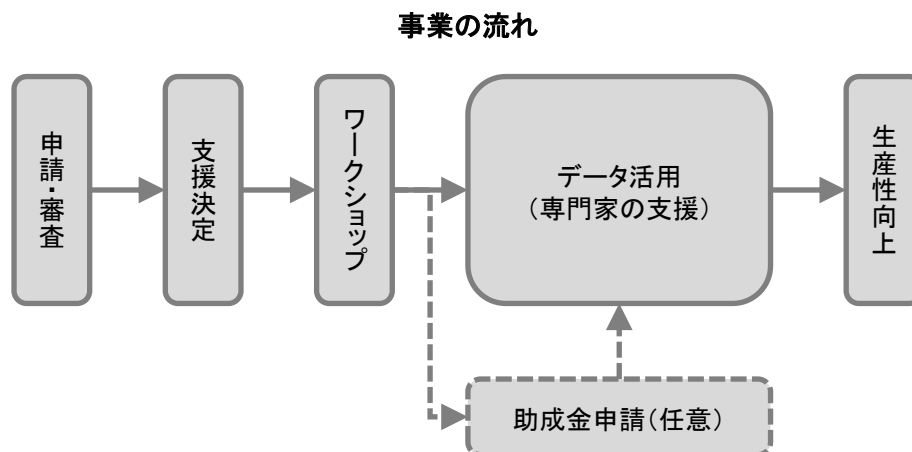 事業の流れ
申請・審査
支援決定
ワークショップ
データ活用
（専門家の支援）
生産性向上
助成金申請（任意）